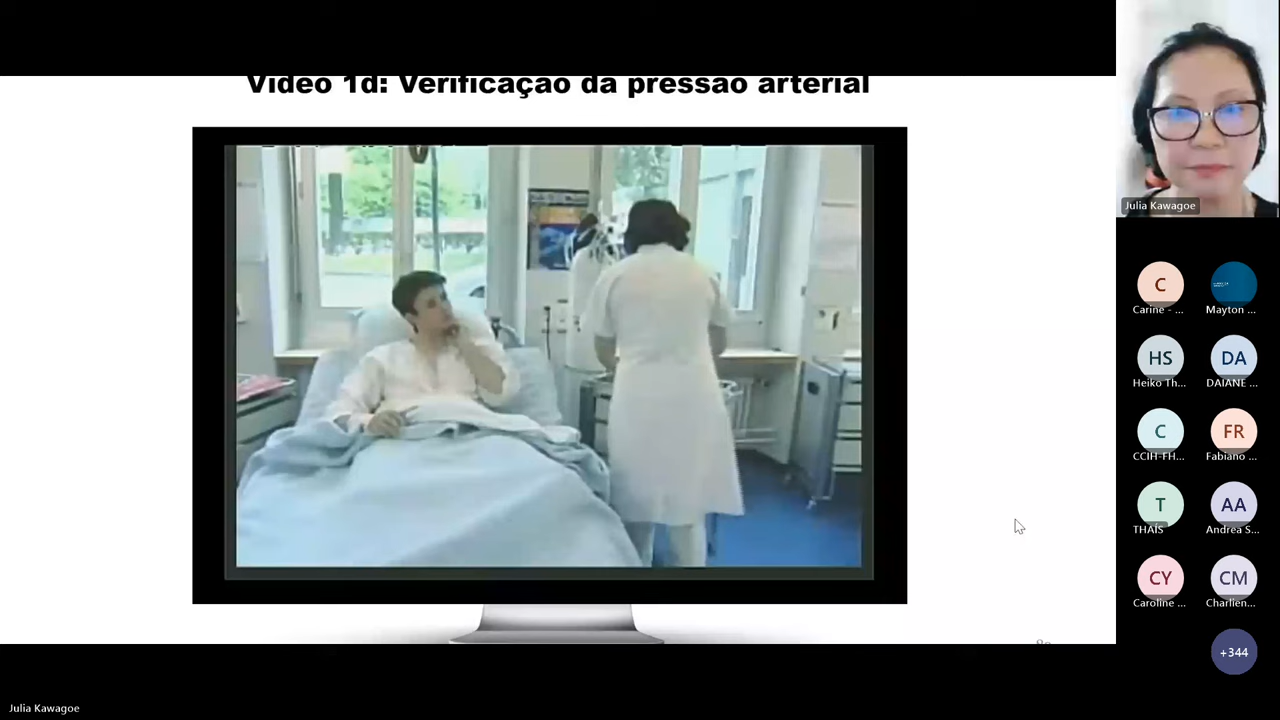 Vídeo 1d: Verificação da pressão arterial
Julia Kawagoe
C
Carine - ...
Mayton ...
HS
Heiko Th...
DA
DAIANE ...
C
CCIH-FH...
FR
Fabiano ...
T
THAÍS
AA
Andrea S...
CY
Caroline ...
CM
Charlien...
+344
Julia Kawagoe